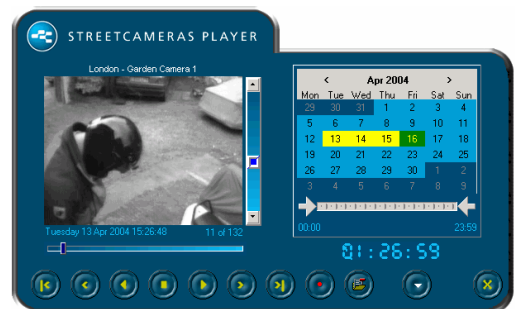 STREETCAMERAS PLAYER
London - Garden Camera 1
Tuesday 13 Apr 2004 15:26:48 11 of 132
< Apr 2004 >
Mon Tue Wed Thu Fri Sat Sun
29 30 31 1 2 3 4
5 6 7 8 9 10 11
12 13 14 15 16 17 18
19 20 21 22 23 24 25
26 27 28 29 30 1 2
3 4 5 6 7 8 9
00:00 23:59
01:26:59